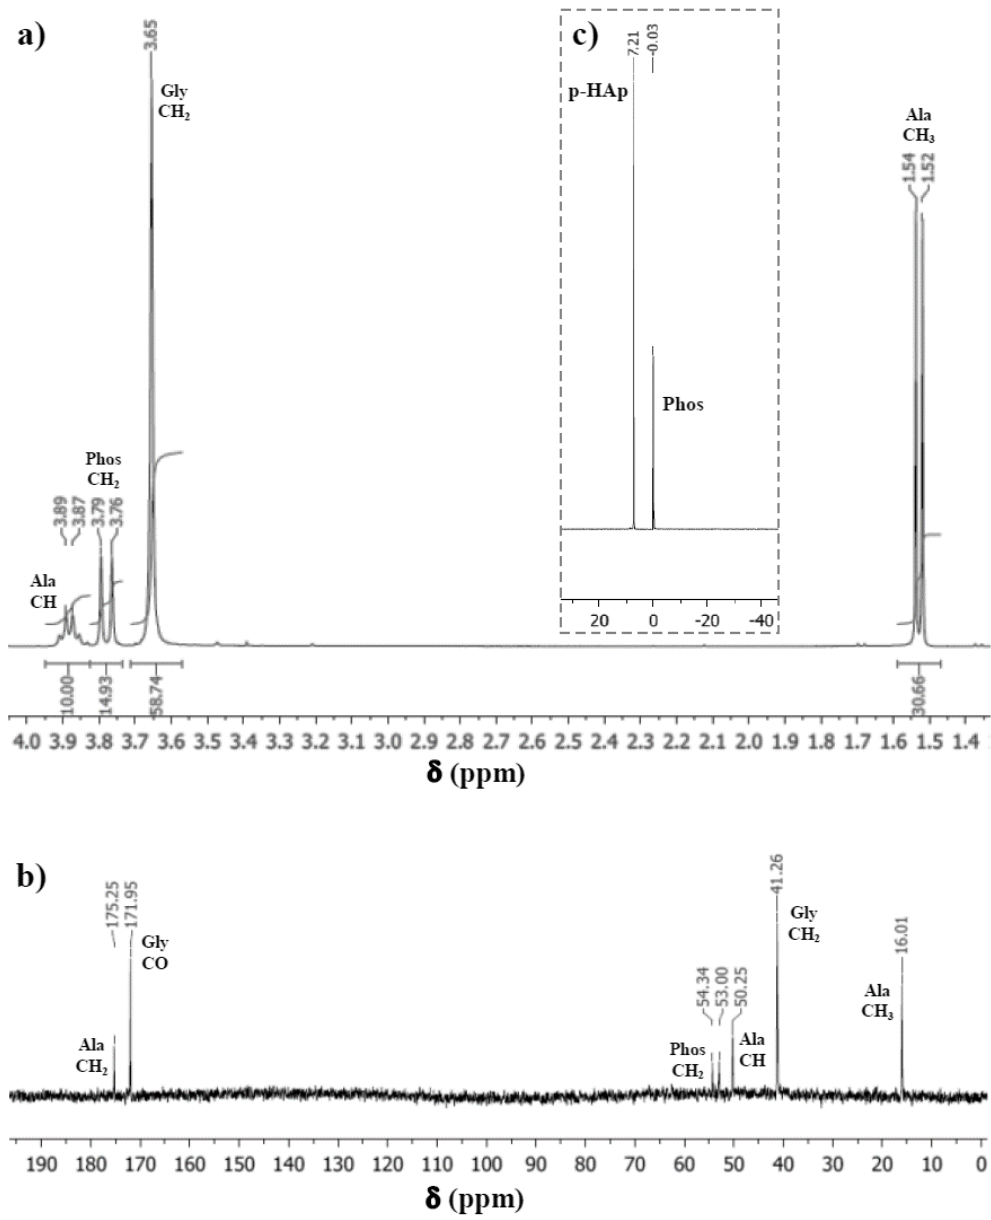 a)
3.65
Gly
CH₂
Phos
CH₂
3.89
3.87
3.79
3.76
Ala
CH
10.00
14.93
58.74
c)
7.21
-0.03
p-HAp
Phos
20 0 -20 -40
Ala
CH₃
1.54
1.52
30.66
4.0 3.9 3.8 3.7 3.6 3.5 3.4 3.3 3.2 3.1 3.0 2.9 2.8 2.7 2.6 2.5 2.4 2.3 2.2 2.1 2.0 1.9 1.8 1.7 1.6 1.5 1.4
δ (ppm)
b)
175.25
171.95
Gly
CO
Ala
CH₂
54.34
53.00
50.25
Phos
CH₂
Ala
CH
41.26
Gly
CH₂
16.01
Ala
CH₃
190 180 170 160 150 140 130 120 110 100 90 80 70 60 50 40 30 20 10 0
δ (ppm)